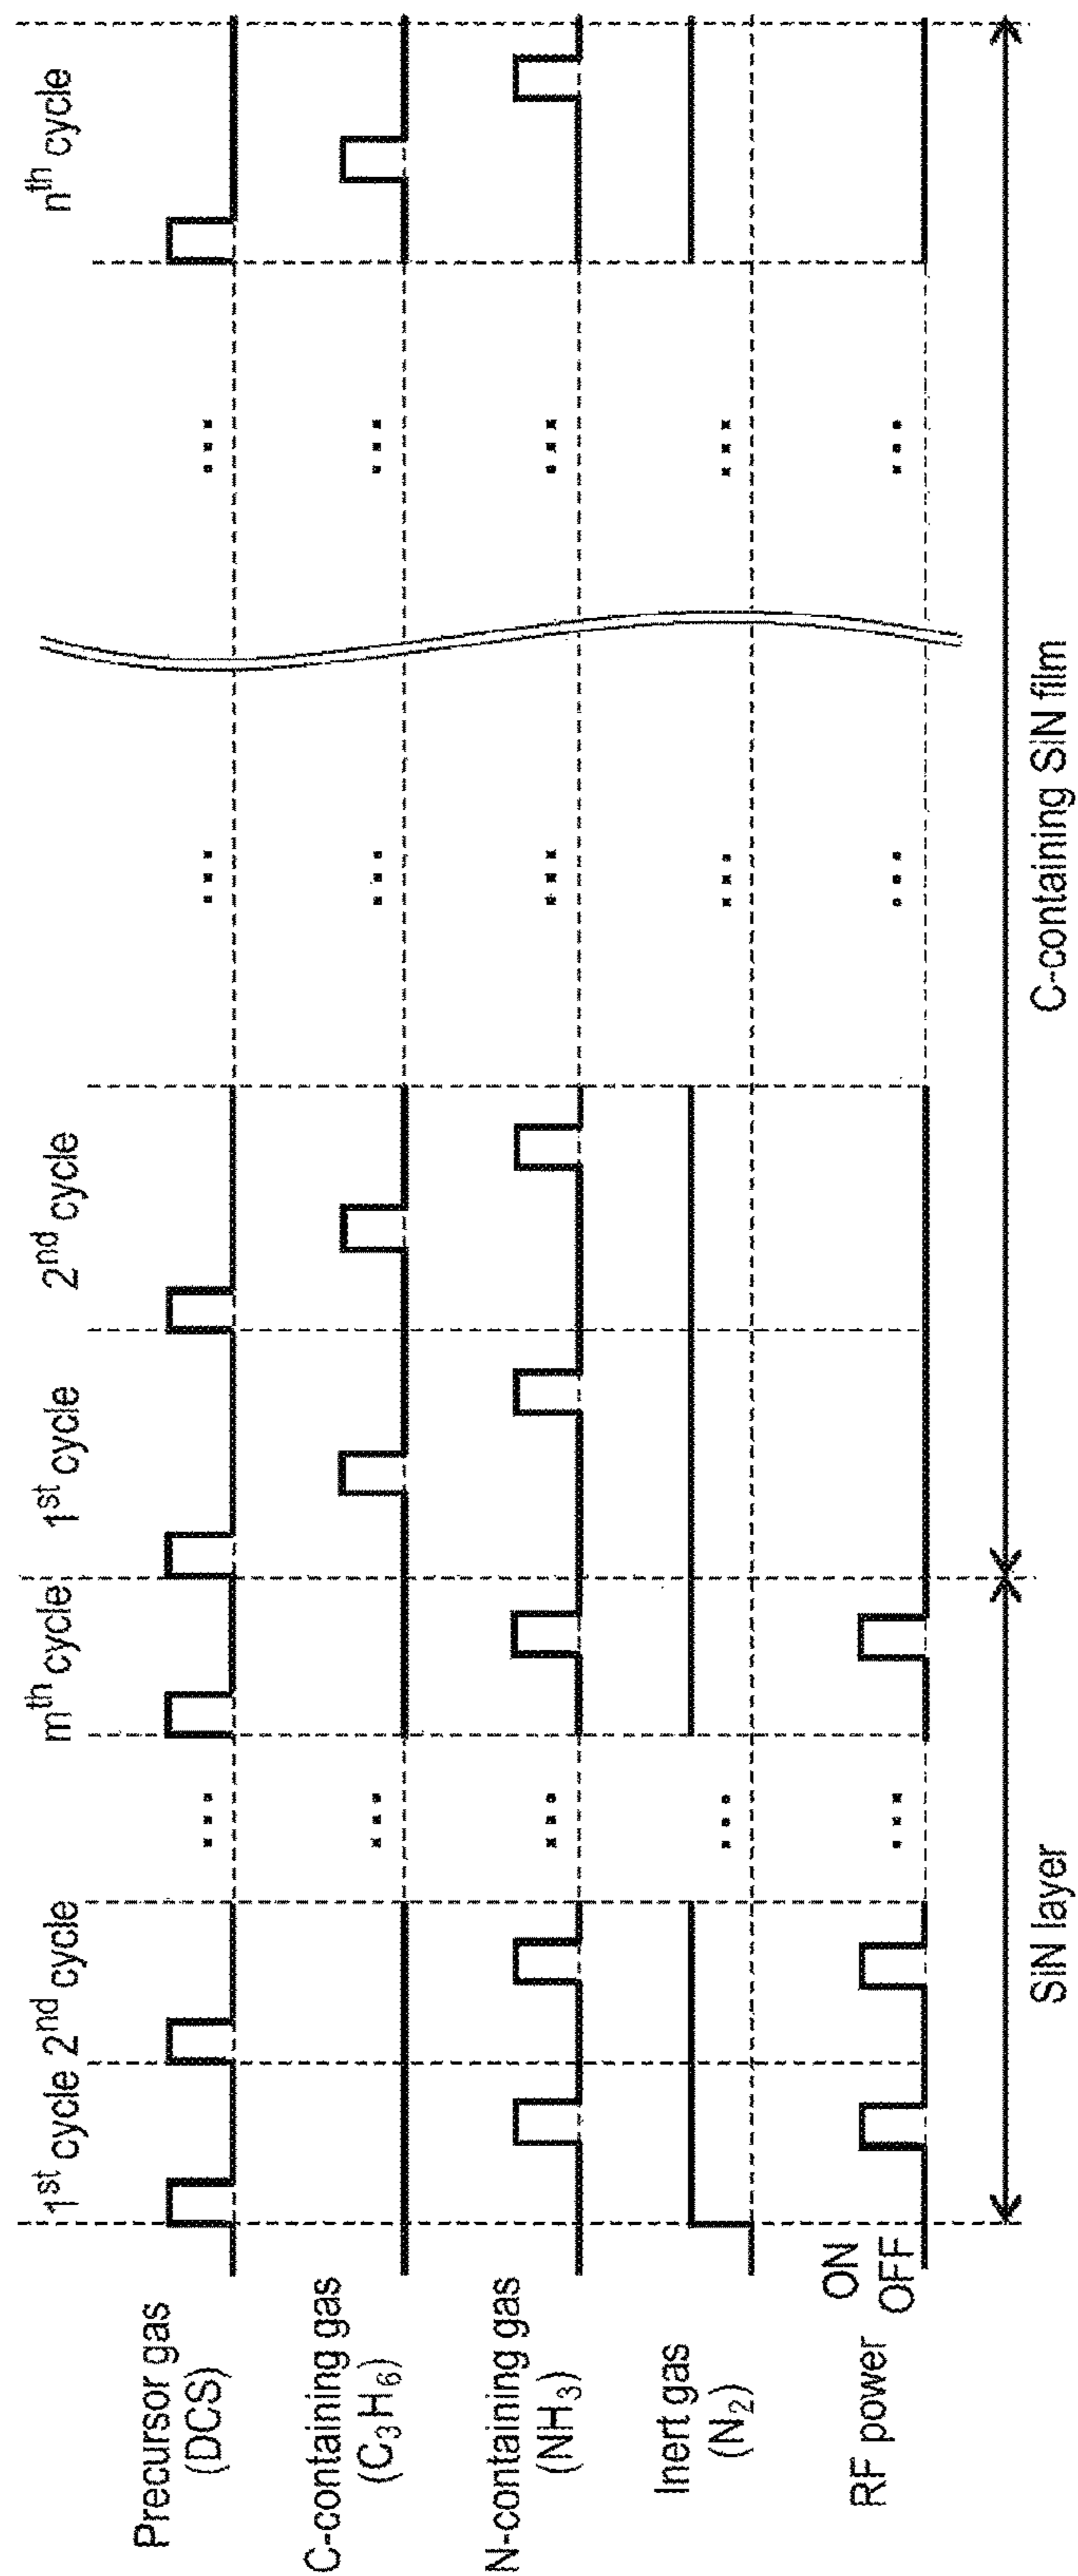 1st cycle 2nd cycle mth cycle 1st cycle 2nd cycle nth cycle
Precursor gas
(DCS)
C-containing gas
(C3H6)
N-containing gas
(NH3)
Inert gas
(N2)
ON
RF power
OFF
SiN layer C-containing SiN film